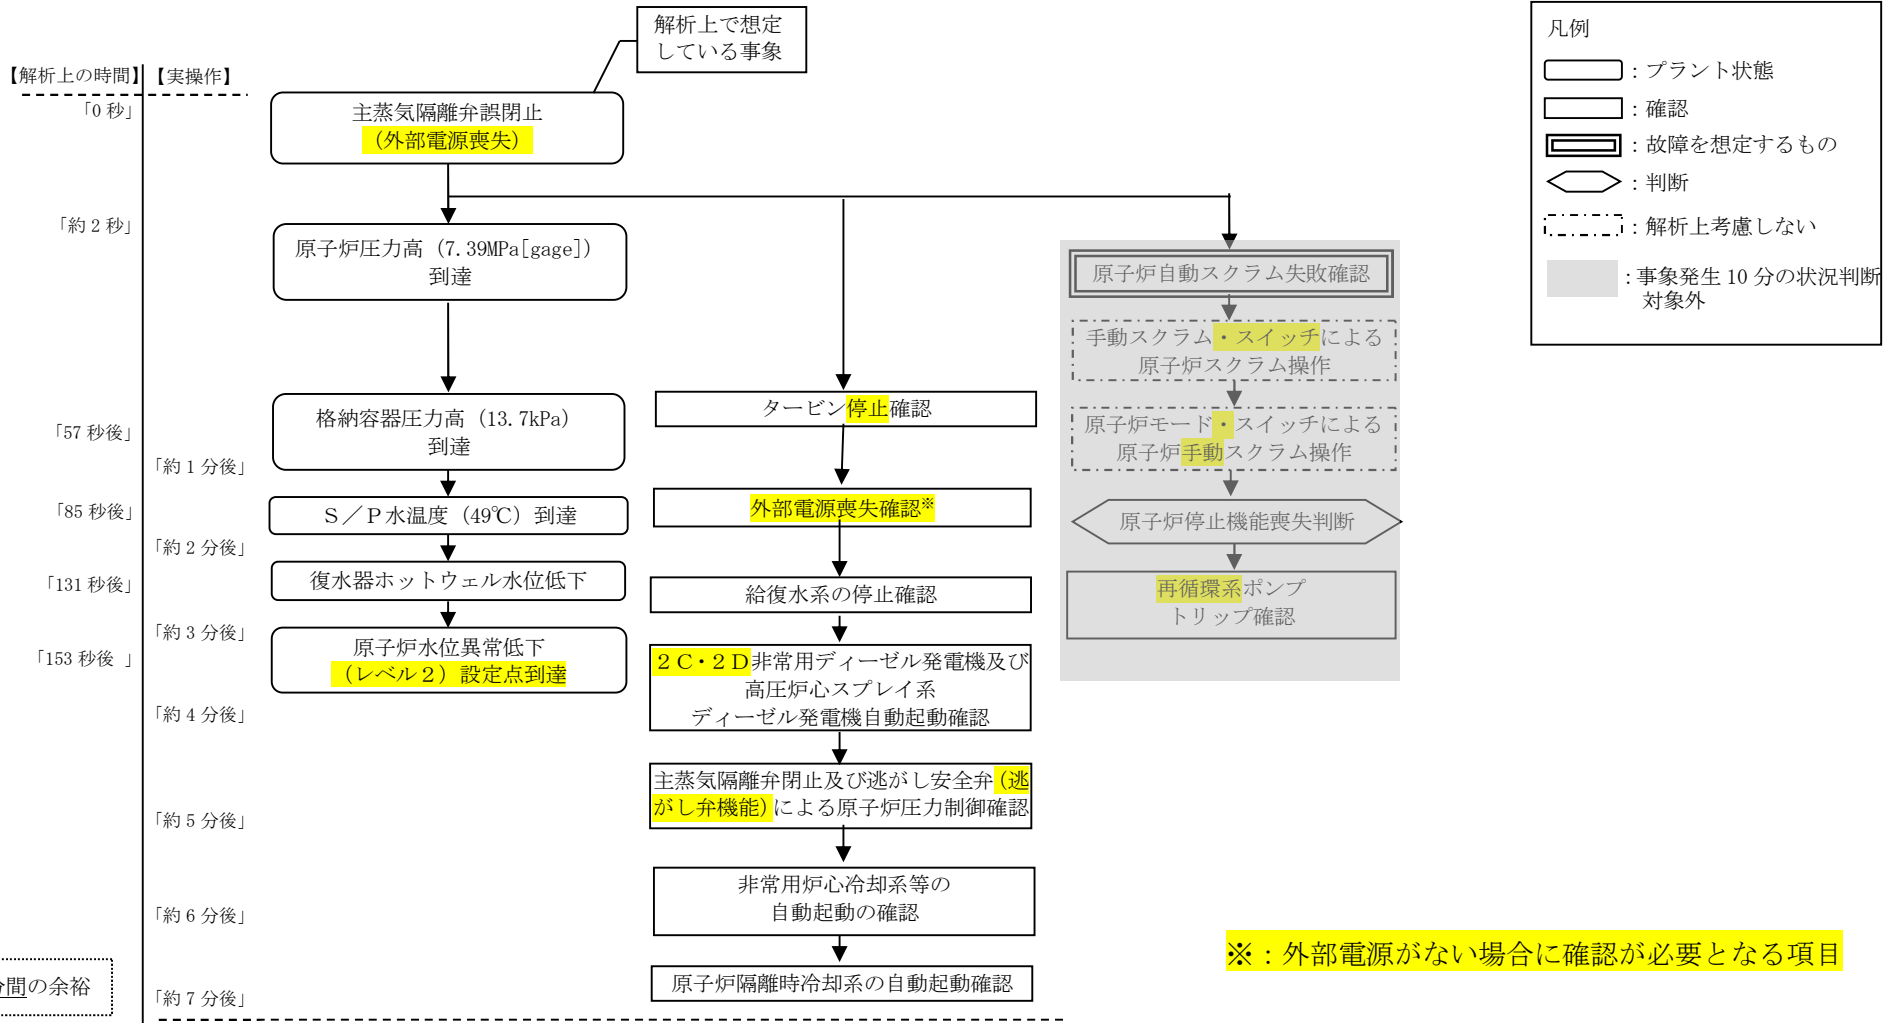 解析上で想定
している事象
【解析上の時間】
【実操作】
「0 秒」
主蒸気隔離弁誤閉止
（外部電源喪失）
「約 2 秒」
原子炉圧力高（7.39MPa[gage]）
到達
格納容器圧力高（13.7kPa）
到達
「57 秒後」
「約 1 分後」
「85 秒後」
Ｓ／Ｐ水温度（49℃）到達
「約 2 分後」
「131 秒後」
復水器ホットウェル水位低下
「約 3 分後」
「153 秒後 」
原子炉水位異常低下
（レベル２）設定点到達
「約 4 分後」
「約 5 分後」
「約 6 分後」
「約 7 分後」
間の余裕
タービン停止確認
外部電源喪失確認※
給復水系の停止確認
２Ｃ・２Ｄ非常用ディーゼル発電機及び
高圧炉心スプレイ系
ディーゼル発電機自動起動確認
主蒸気隔離弁閉止及び逃がし安全弁（逃
がし弁機能）による原子炉圧力制御確認
非常用炉心冷却系等の
自動起動の確認
原子炉隔離時冷却系の自動起動確認
原子炉自動スクラム失敗確認
手動スクラム・スイッチによる
原子炉スクラム操作
原子炉モード・スイッチによる
原子炉手動スクラム操作
原子炉停止機能喪失判断
再循環系ポンプ
トリップ確認
凡例
：プラント状態
：確認
：故障を想定するもの
：判断
：解析上考慮しない
：事象発生 10 分の状況判断
対象外
※：外部電源がない場合に確認が必要となる項目